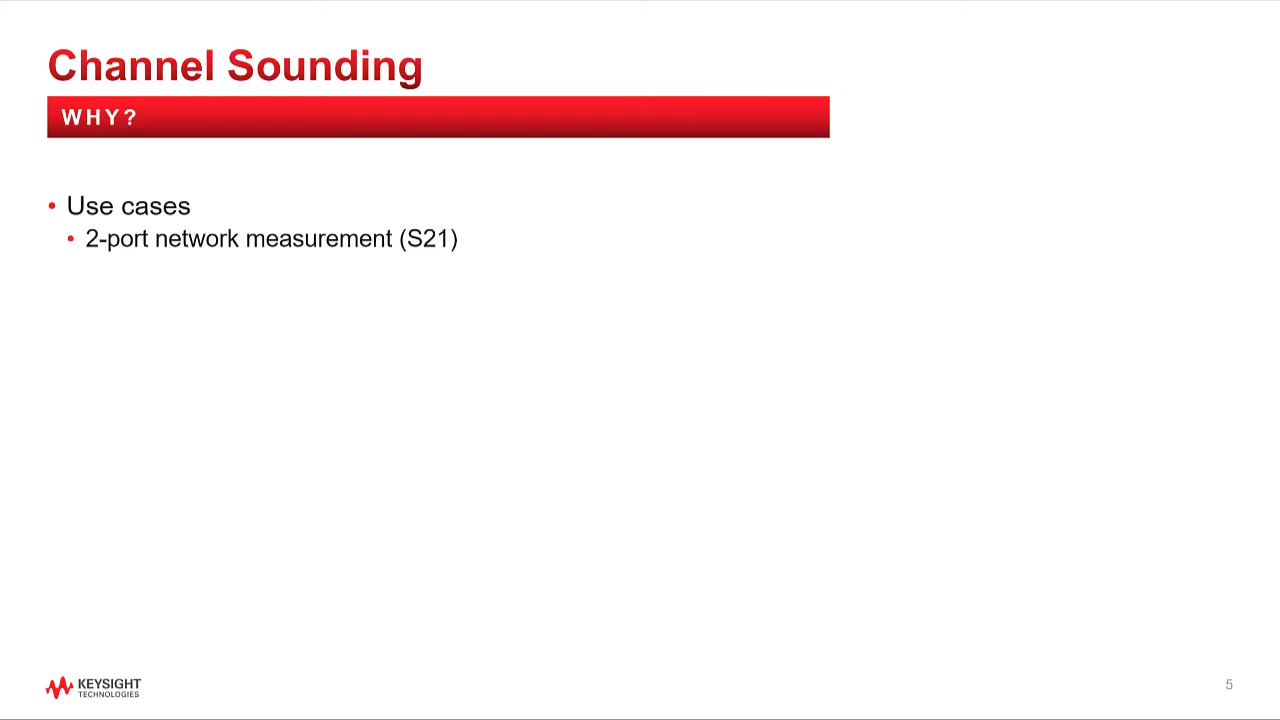 Channel Sounding
WHY?
• Use cases
• 2-port network measurement (S21)
KEYSIGHT
TECHNOLOGIES
5